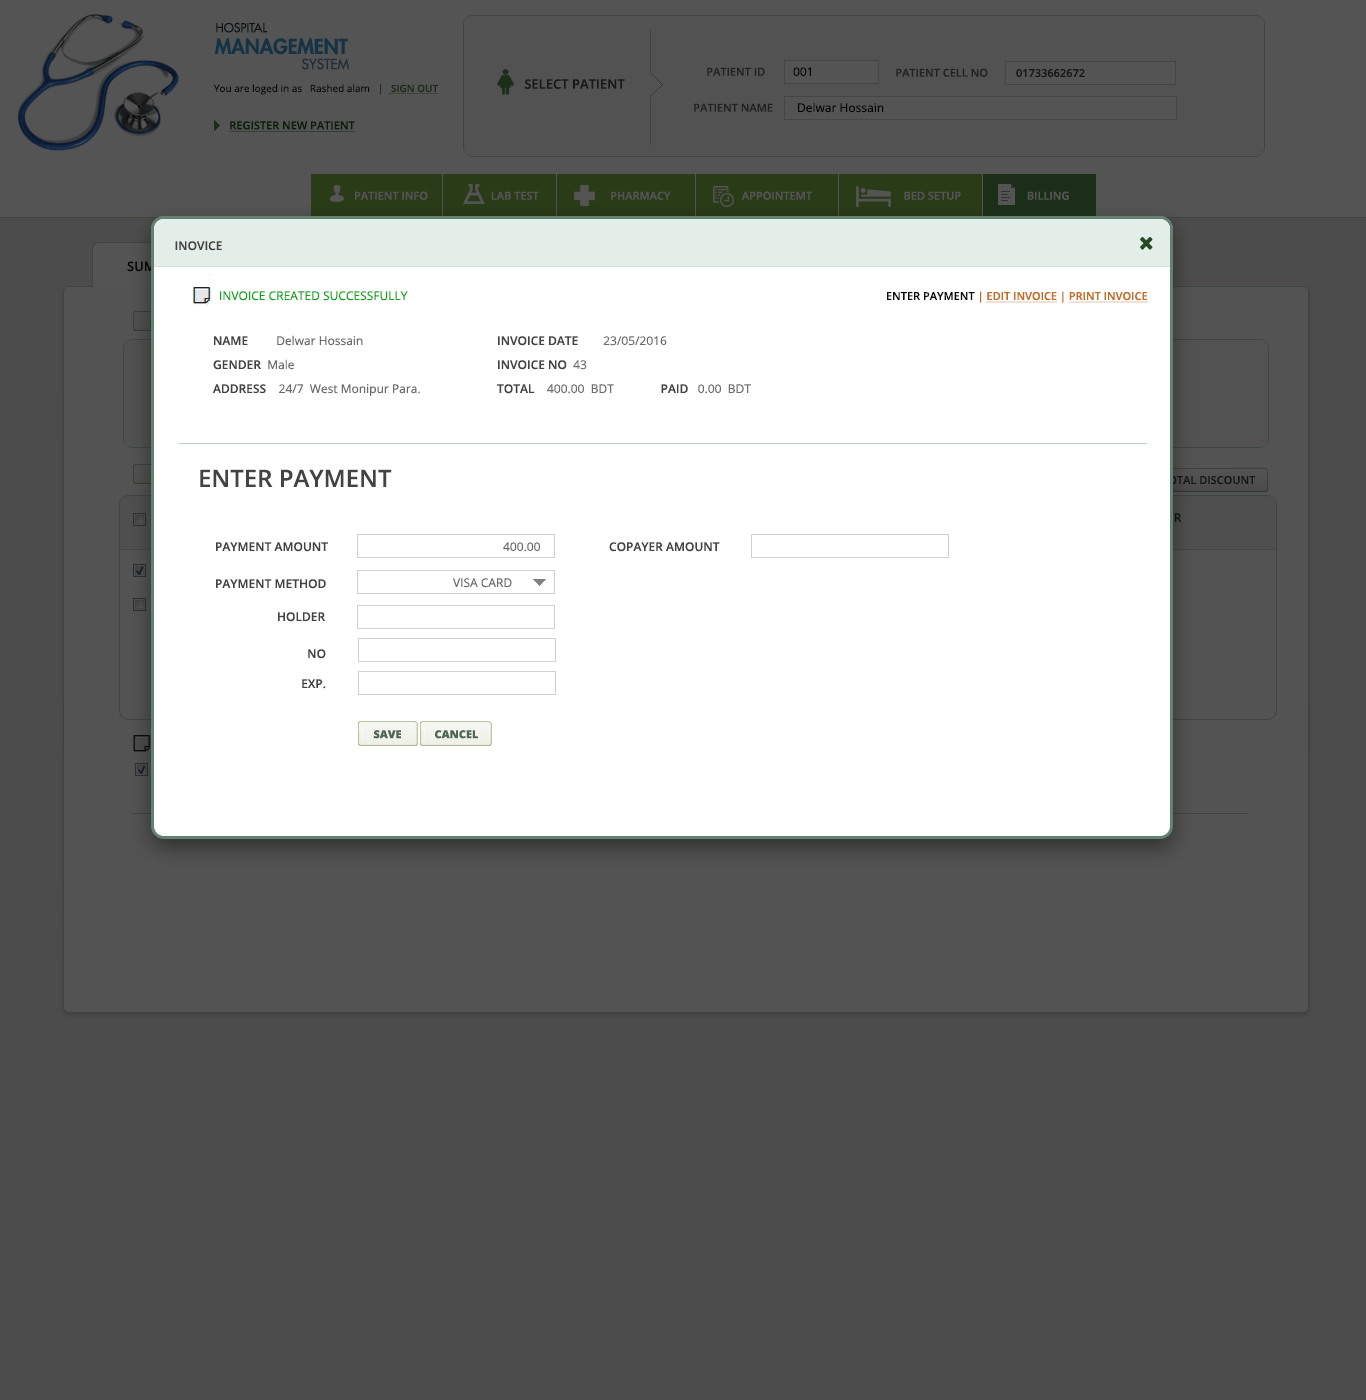 HOSPITAL
MANAGEMENT
SYSTEM
You are loged in as Rashed alam | SIGN OUT
REGISTER NEW PATIENT
SELECT PATIENT
PATIENT ID 001 PATIENT CELL NO 01733662672
PATIENT NAME Delwar Hossain
PATIENT INFO LAB TEST PHARMACY APPOINTEMT BED SETUP BILLING
INOVICE
SUM
INVOICE CREATED SUCCESSFULLY ENTER PAYMENT | EDIT INVOICE | PRINT INVOICE
NAME Delwar Hossain INVOICE DATE 23/05/2016
GENDER Male INVOICE NO 43
ADDRESS 24/7 West Monipur Para. TOTAL 400.00 BDT PAID 0.00 BDT
ENTER PAYMENT
OTAL DISCOUNT
R
PAYMENT AMOUNT 400.00 COPAYER AMOUNT
PAYMENT METHOD VISA CARD
HOLDER
NO
EXP.
SAVE CANCEL